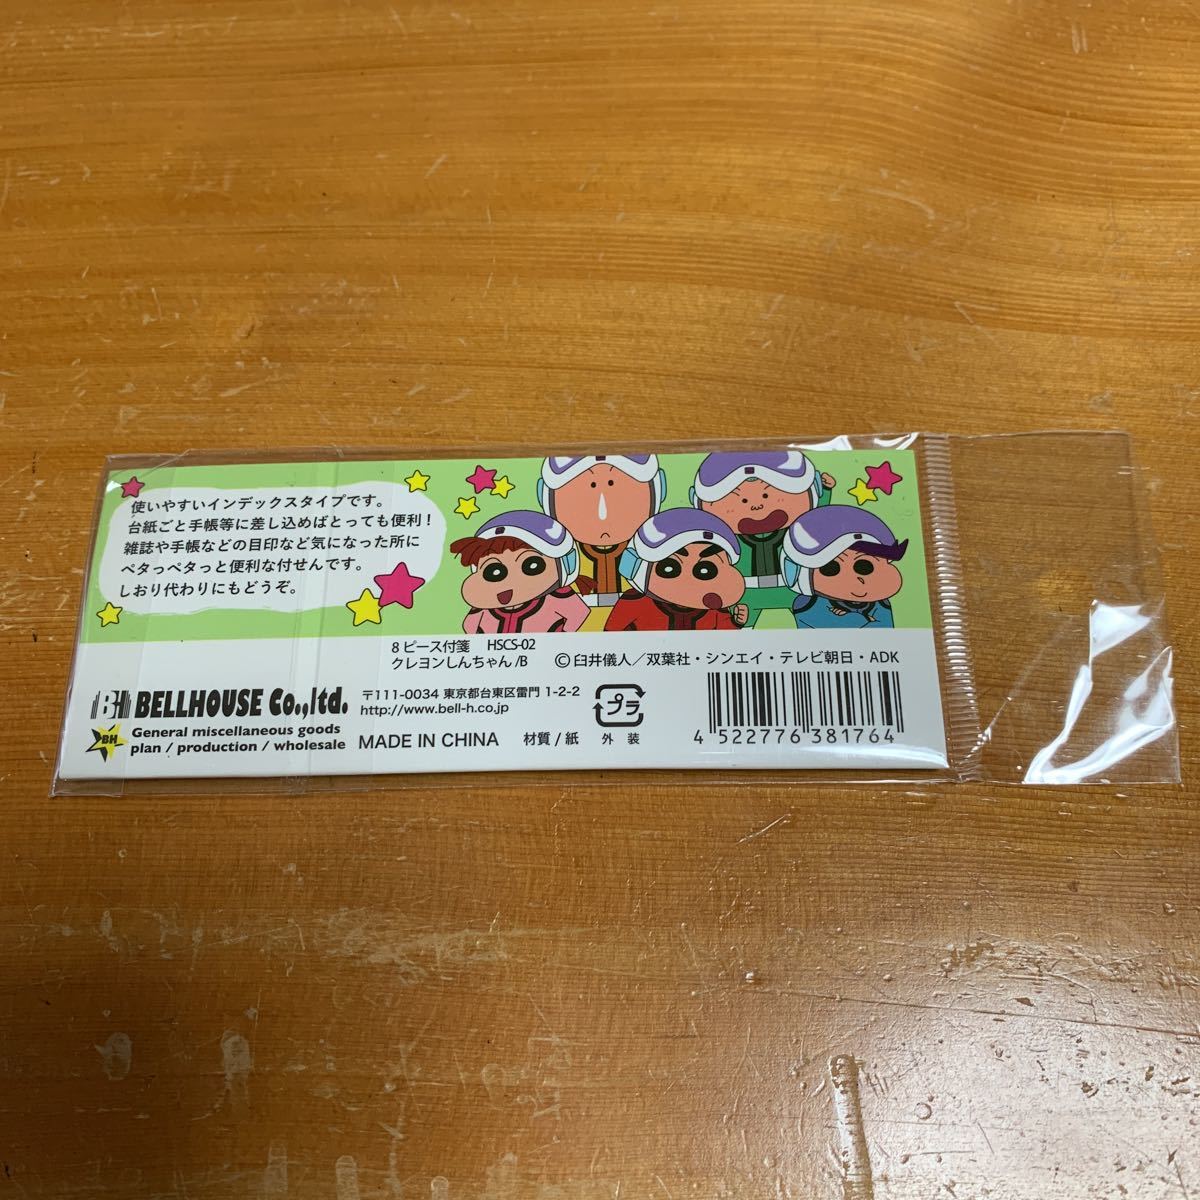 使いやすいインデックスタイプです。
台紙ごと手帳等に差し込めばとっても便利！
雑誌や手帳などの目印など気になった所に
ペタっペタっと便利な付せんです。
しおり代わりにもどうぞ。
8ピース付箋 HSCS-02
クレヨンしんちゃん/B
©臼井儀人／双葉社・シンエイ・テレビ朝日・ADK
BH BELLHOUSE Co.,ltd.
BH
General miscellaneous goods
plan / production / wholesale
〒111-0034 東京都台東区雷門 1-2-2
http://www.bell-h.co.jp
MADE IN CHINA
材質 / 紙
プラ
外 装
4 522776 381764